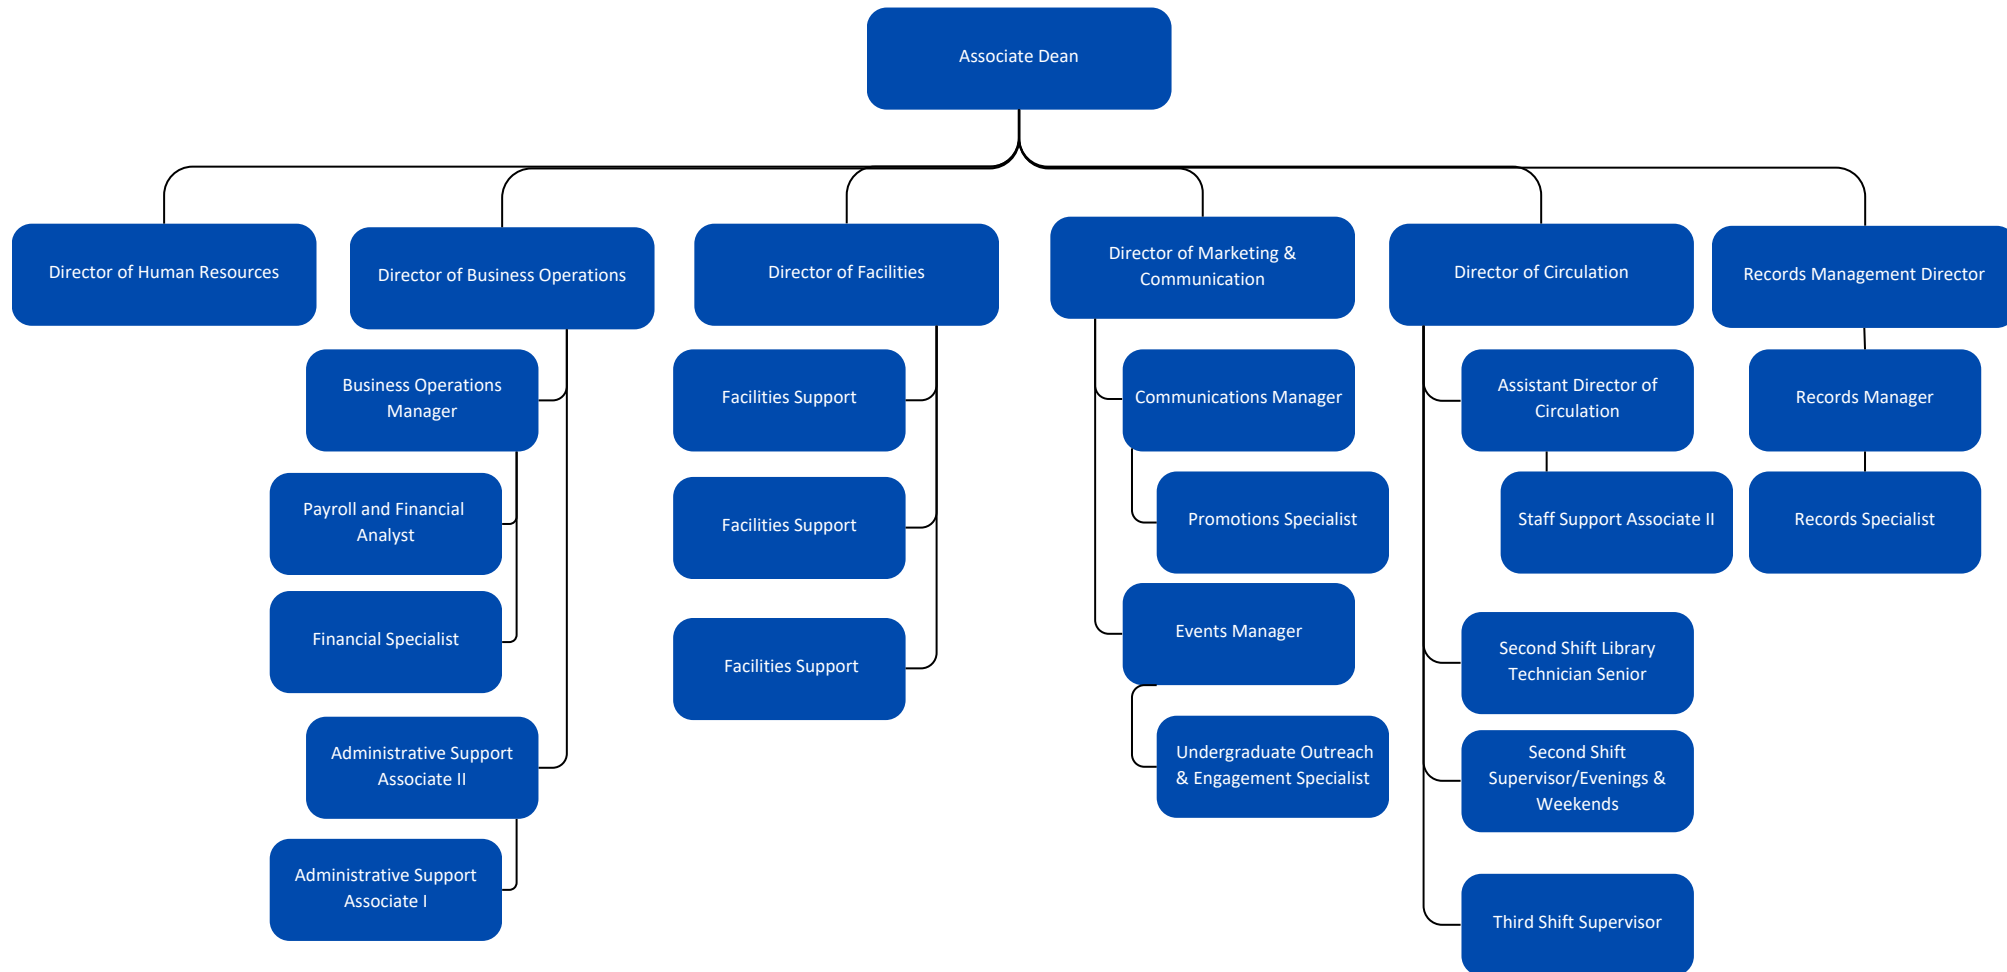 Associate Dean
Director of Human Resources
Director of Business Operations
Director of Facilities
Director of Marketing &
Communication
Director of Circulation
Records Management Director
Business Operations
Manager
Payroll and Financial
Analyst
Financial Specialist
Administrative Support
Associate II
Administrative Support
Associate I
Facilities Support
Facilities Support
Facilities Support
Communications Manager
Promotions Specialist
Events Manager
Undergraduate Outreach
& Engagement Specialist
Assistant Director of
Circulation
Staff Support Associate II
Second Shift Library
Technician Senior
Second Shift
Supervisor/Evenings &
Weekends
Third Shift Supervisor
Records Manager
Records Specialist